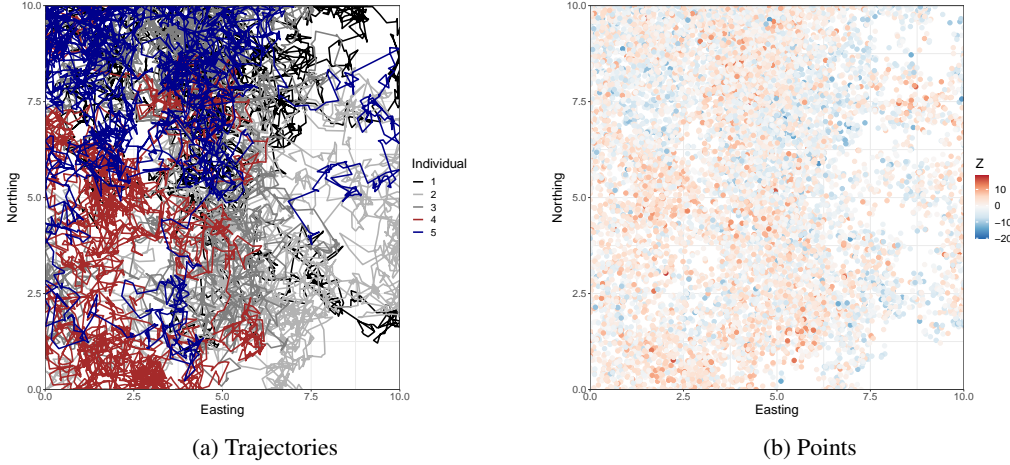 10.0
7.5
5.0
2.5
0.0
Northing
0.0 2.5 5.0 7.5 10.0
Easting
Individual
1
2
3
4
5
(a) Trajectories
10.0
7.5
5.0
2.5
0.0
Northing
0.0 2.5 5.0 7.5 10.0
Easting
Z
10
0
−10
−20
(b) Points